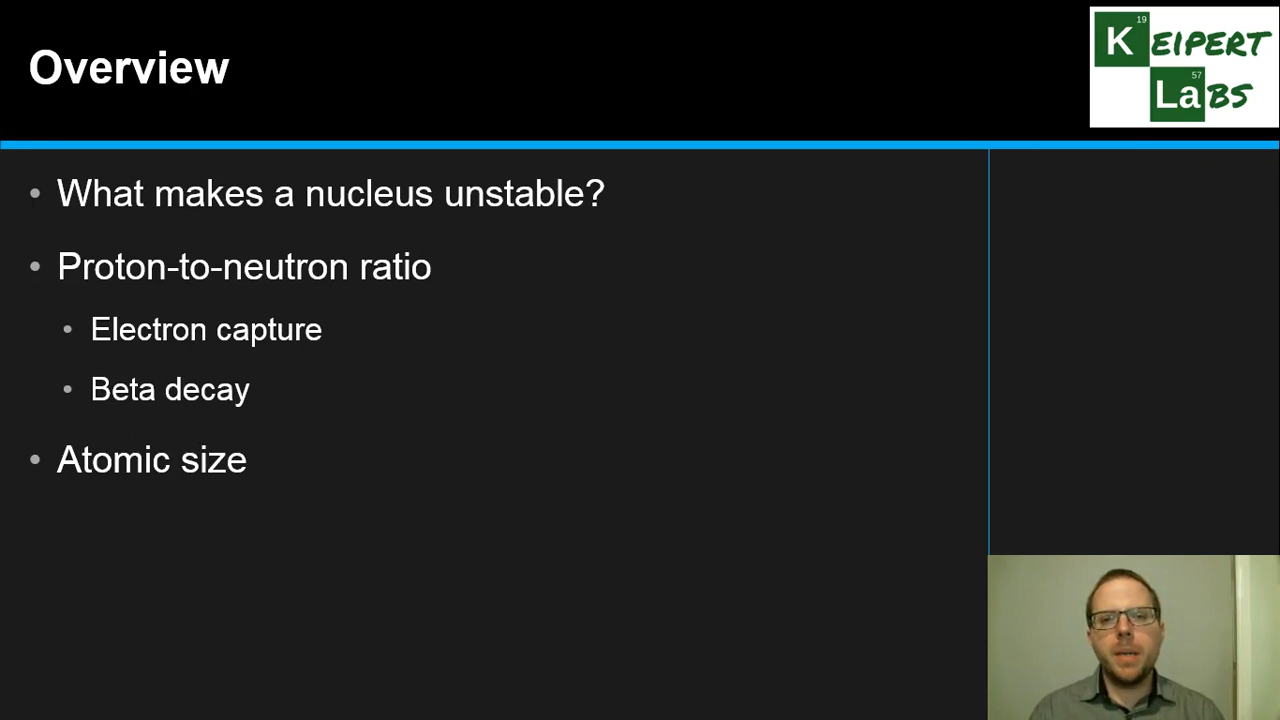 Overview
19
KEIPERT
57
LaBS
• What makes a nucleus unstable?
• Proton-to-neutron ratio
• Electron capture
• Beta decay
• Atomic size